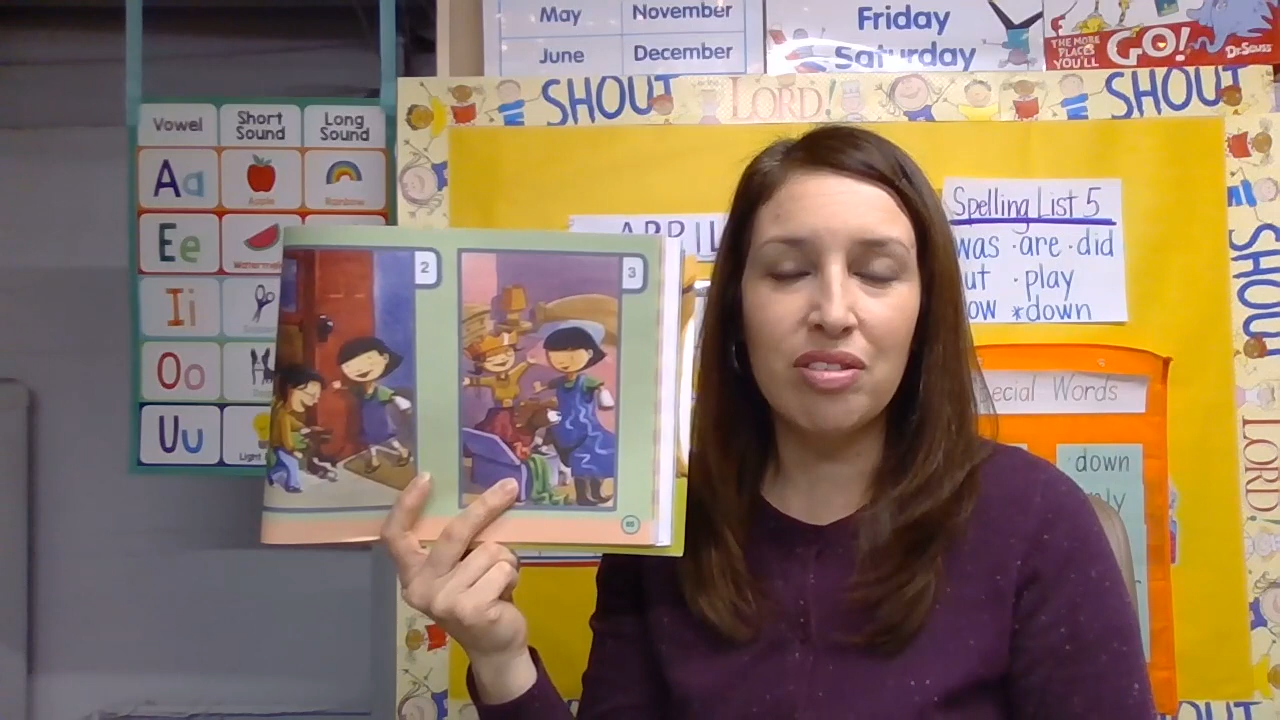 May November
June December
Friday
Saturday
THE MORE
PLACES
YOU'LL
GO!
Dr. Seuss
SHOUT LORD! SHOUT
Vowel Short Sound Long Sound
Aa Apple Rainbow
Ee
Ii
Oo
Uu
2
3
APRIL
Spelling List 5
was · are · did
· play
*down
Words
down
SHOUT
LORD